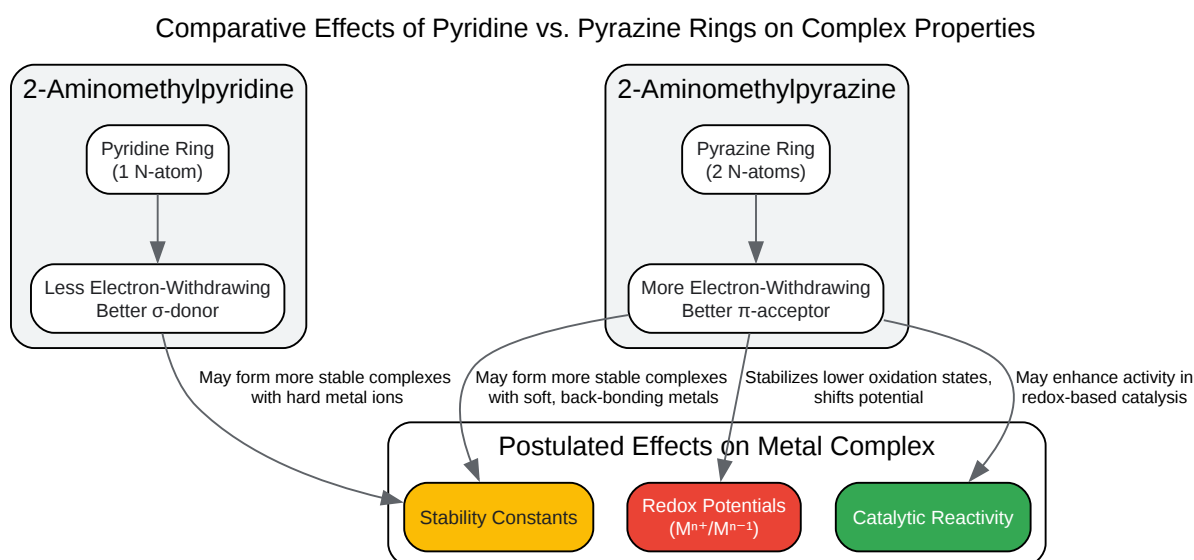 Comparative Effects of Pyridine vs. Pyrazine Rings on Complex Properties
2-Aminomethylpyridine
Pyridine Ring
(1 N-atom)
Less Electron-Withdrawing
Better σ-donor
2-Aminomethylpyrazine
Pyrazine Ring
(2 N-atoms)
More Electron-Withdrawing
Better π-acceptor
May form more stable complexes
with hard metal ions
May form more stable complexes
with soft, back-bonding metals
Stabilizes lower oxidation states,
shifts potential
May enhance activity in
redox-based catalysis
Postulated Effects on Metal Complex
Stability Constants
Redox Potentials
(Mⁿ⁺/Mⁿ⁻¹)
Catalytic Reactivity